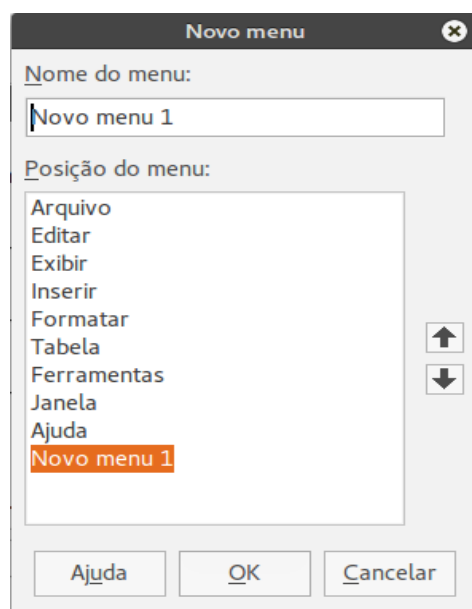 Novo menu
Nome do menu:
Novo menu 1
Posição do menu:
Arquivo
Editar
Exibir
Inserir
Formatar
Tabela
Ferramentas
Janela
Ajuda
Novo menu 1
Ajuda OK Cancelar